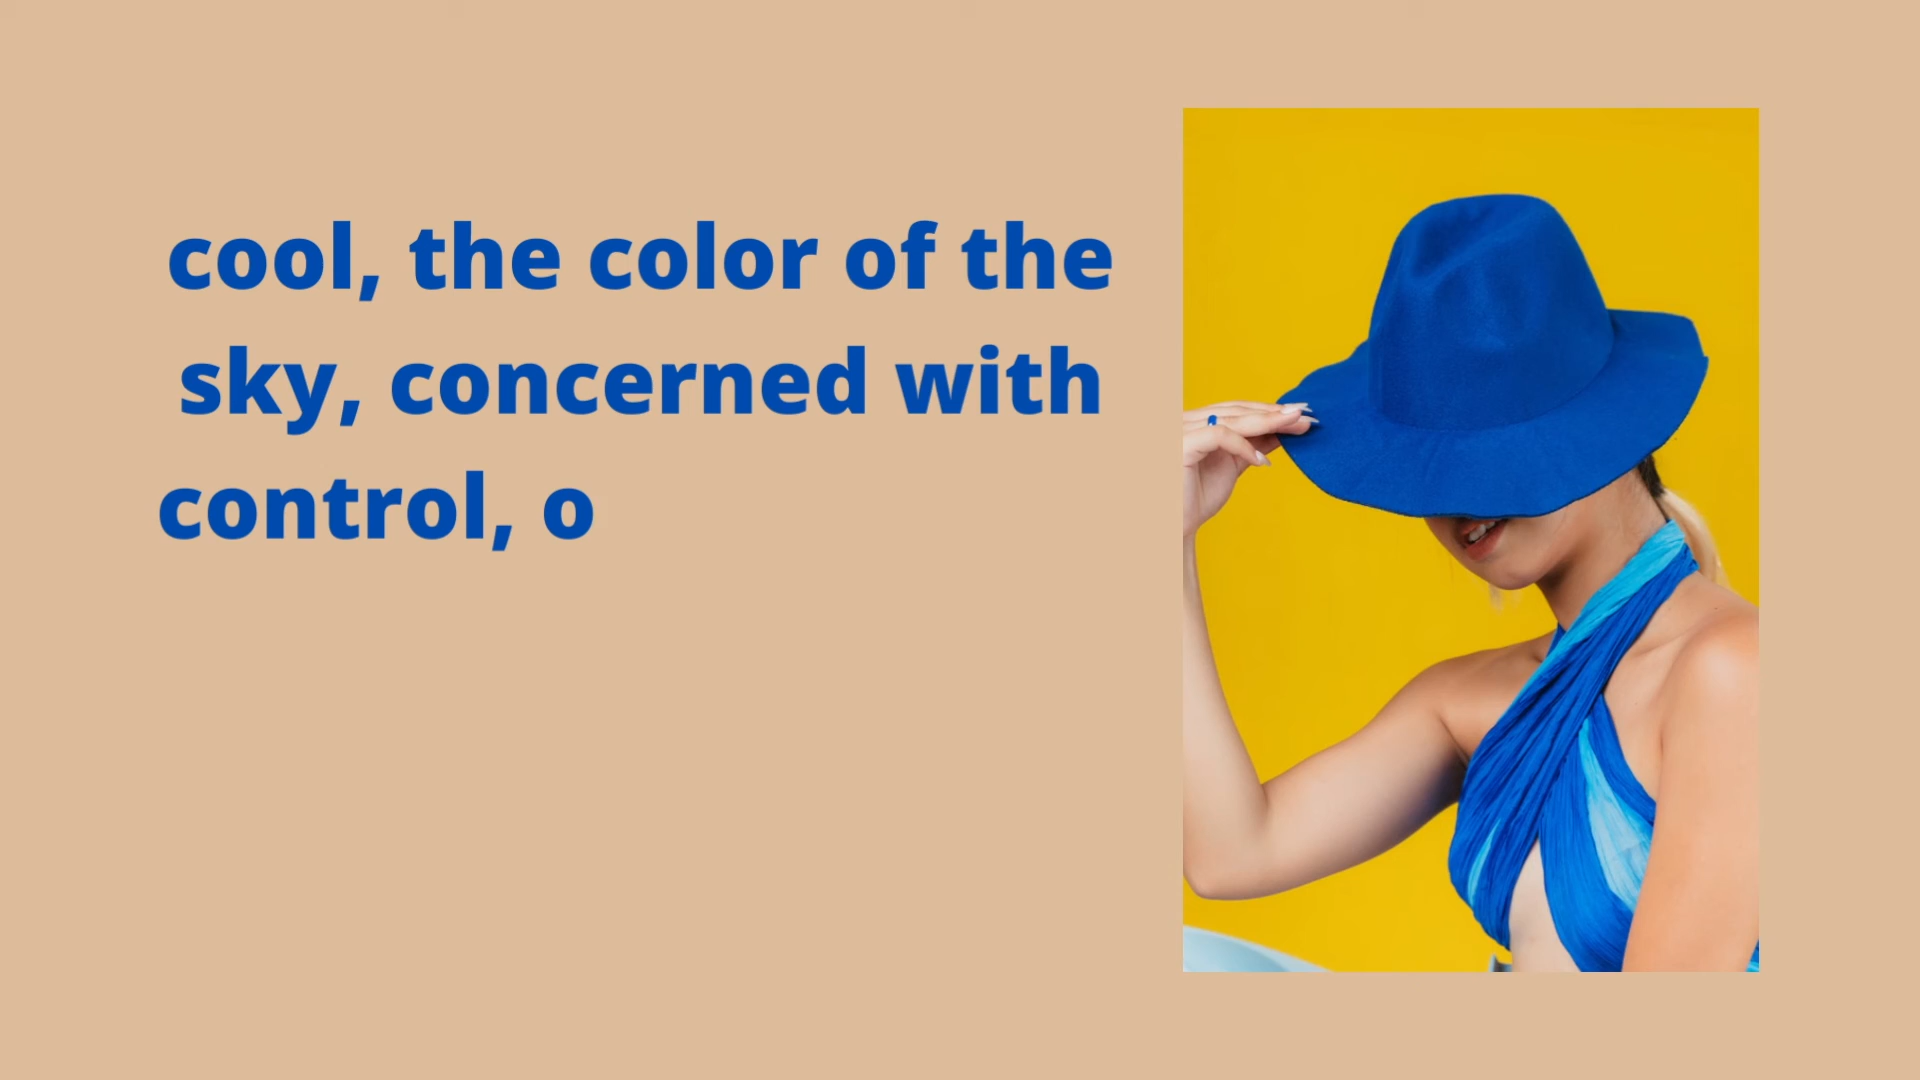 cool, the color of the
sky, concerned with
control, o